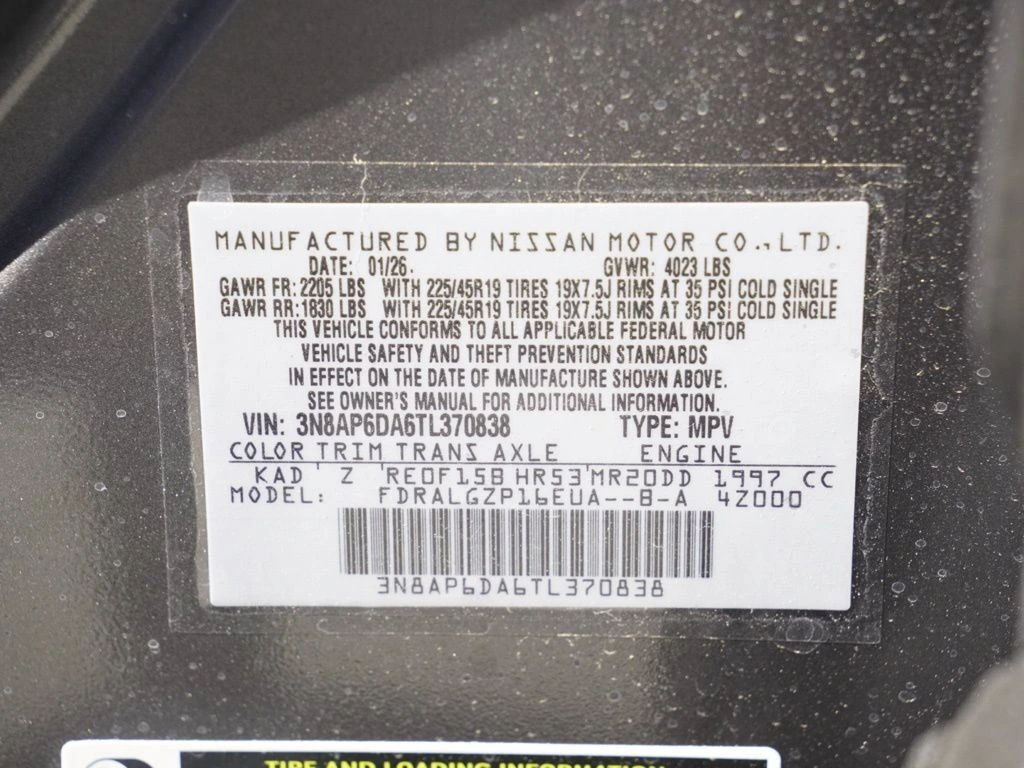 MANUFACTURED BY NISSAN MOTOR CO., LTD.
DATE: 01/26. GVWR: 4023 LBS
GAWR FR: 2205 LBS WITH 225/45R19 TIRES 19X7.5J RIMS AT 35 PSI COLD SINGLE
GAWR RR: 1830 LBS WITH 225/45R19 TIRES 19X7.5J RIMS AT 35 PSI COLD SINGLE
THIS VEHICLE CONFORMS TO ALL APPLICABLE FEDERAL MOTOR
VEHICLE SAFETY AND THEFT PREVENTION STANDARDS
IN EFFECT ON THE DATE OF MANUFACTURE SHOWN ABOVE.
SEE OWNER'S MANUAL FOR ADDITIONAL INFORMATION.
VIN: 3N8AP6DA6TL370838 TYPE: MPV
COLOR TRIM TRANS AXLE ENGINE
KAD ' Z 'RE0F15B HR53'MR20DD 1997 CC
MODEL: FDRALGZP16EUA--B-A 4Z000
3N8AP6DA6TL370838
TIRE AND LOADING INFORMATION